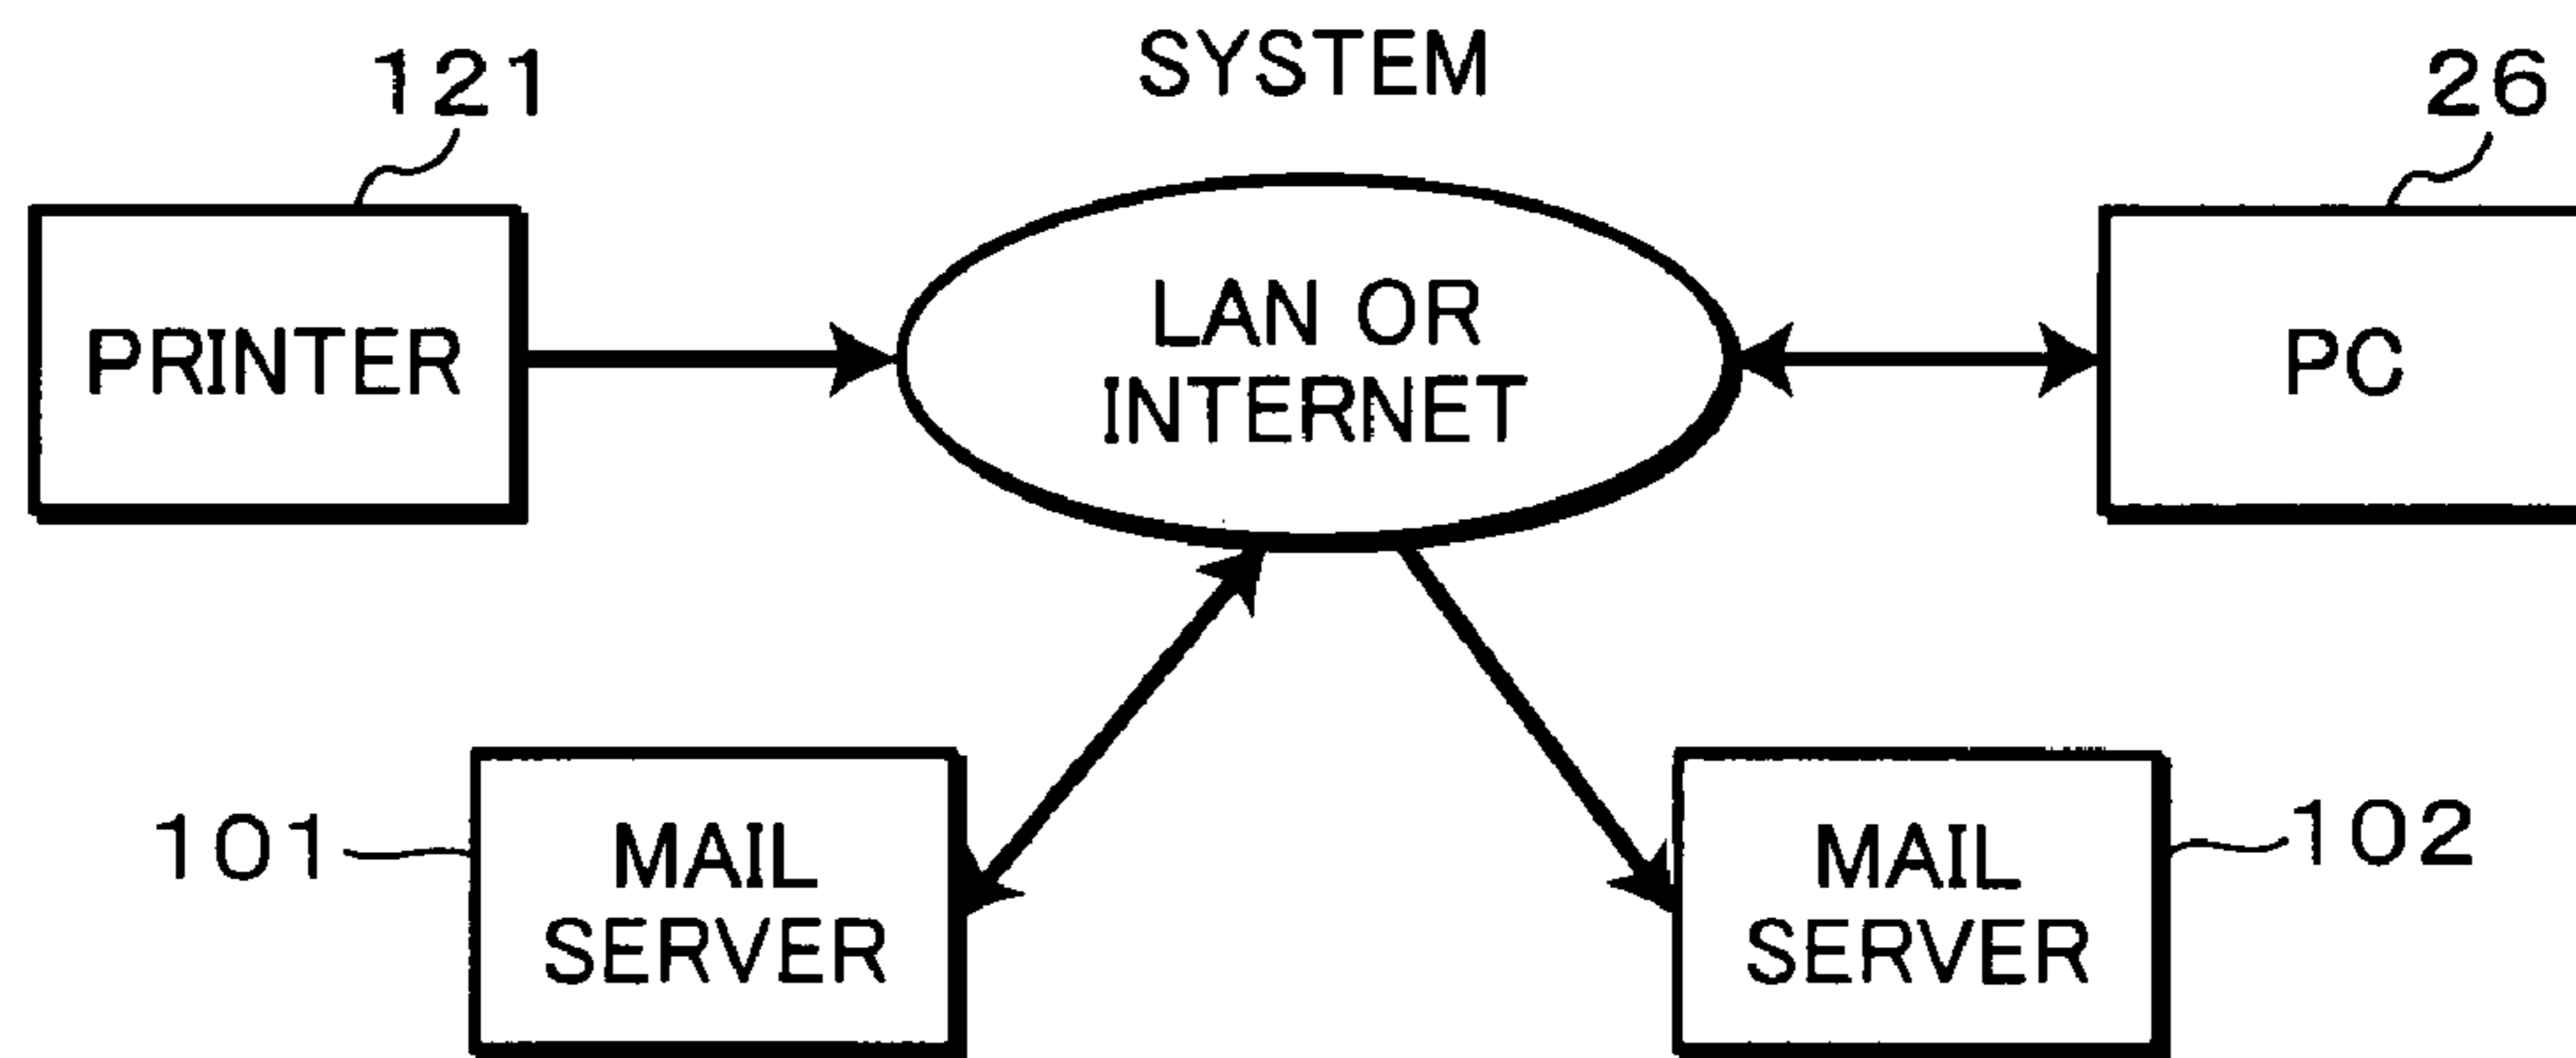 121
SYSTEM
26
PRINTER
LAN OR
INTERNET
PC
101
MAIL
SERVER
MAIL
SERVER
102